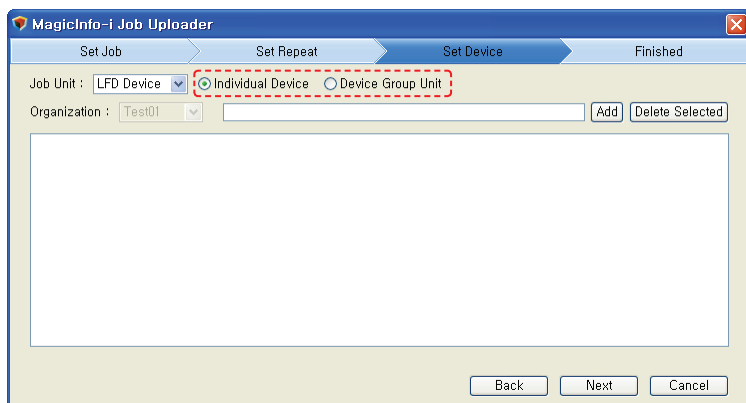 MagicInfo-i Job Uploader
Set Job Set Repeat Set Device Finished
Job Unit : LFD Device Individual Device Device Group Unit
Organization : Test01 Add Delete Selected
Back Next Cancel